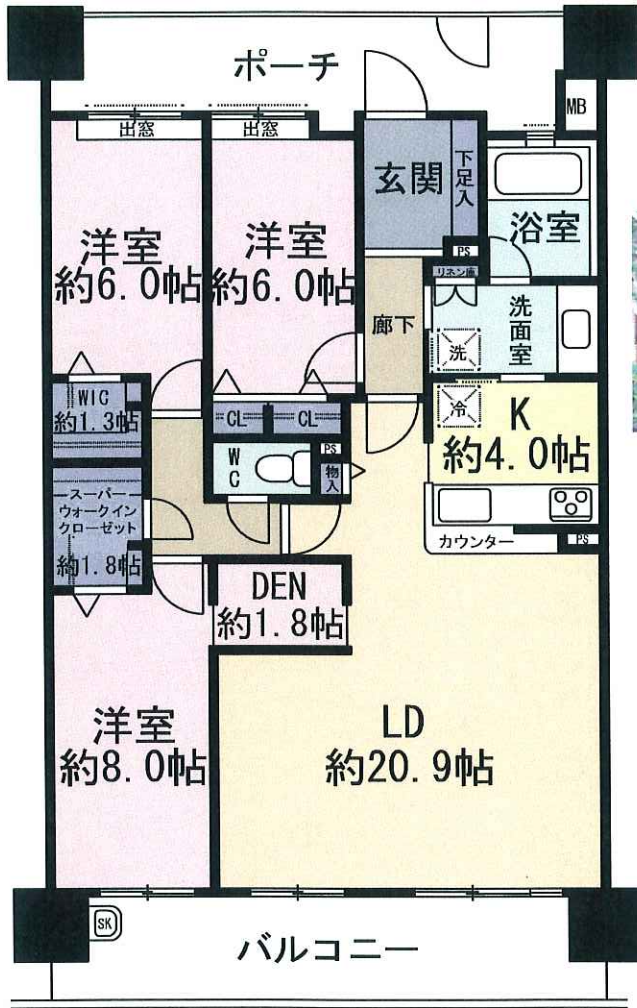 ポーチ
MB
出窓
出窓
玄関
下足入
浴室
洋室
約6.0帖
洋室
約6.0帖
PS
リネン庫
廊下
洗
洗面室
WIC
約1.3帖
CL
CL
冷
K
約4.0帖
WC
PS
物入
スーパー
ウォークイン
クローゼット
約1.8帖
カウンター
PS
DEN
約1.8帖
洋室
約8.0帖
LD
約20.9帖
SK
バルコニー